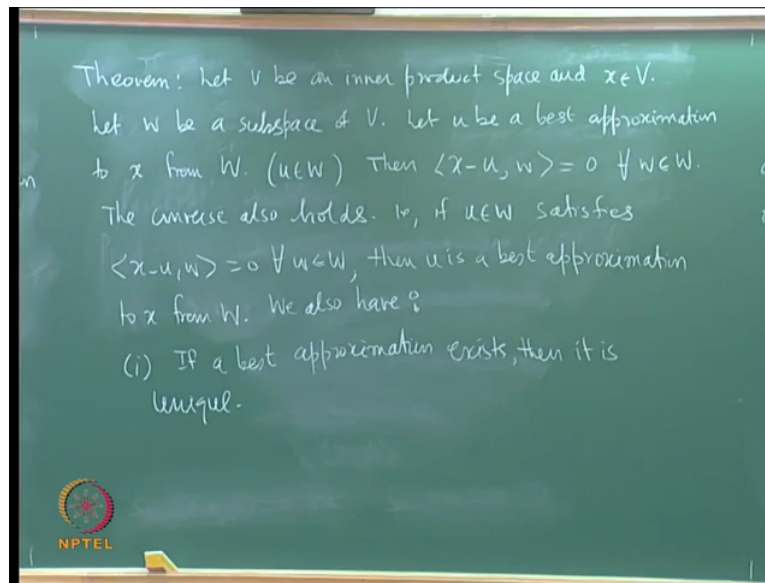 Theorem: Let V be an inner product space and x ∈ V.
Let W be a subspace of V. Let u be a best approximation
to x from W. (u ∈ W) Then ⟨x-u, w⟩ = 0 ∀ w ∈ W.
The converse also holds. ie, if u ∈ W satisfies
⟨x-u, w⟩ = 0 ∀ w ∈ W, then u is a best approximation
to x from W. We also have :
(i) If a best approximation exists, then it is
unique.
n
NPTEL